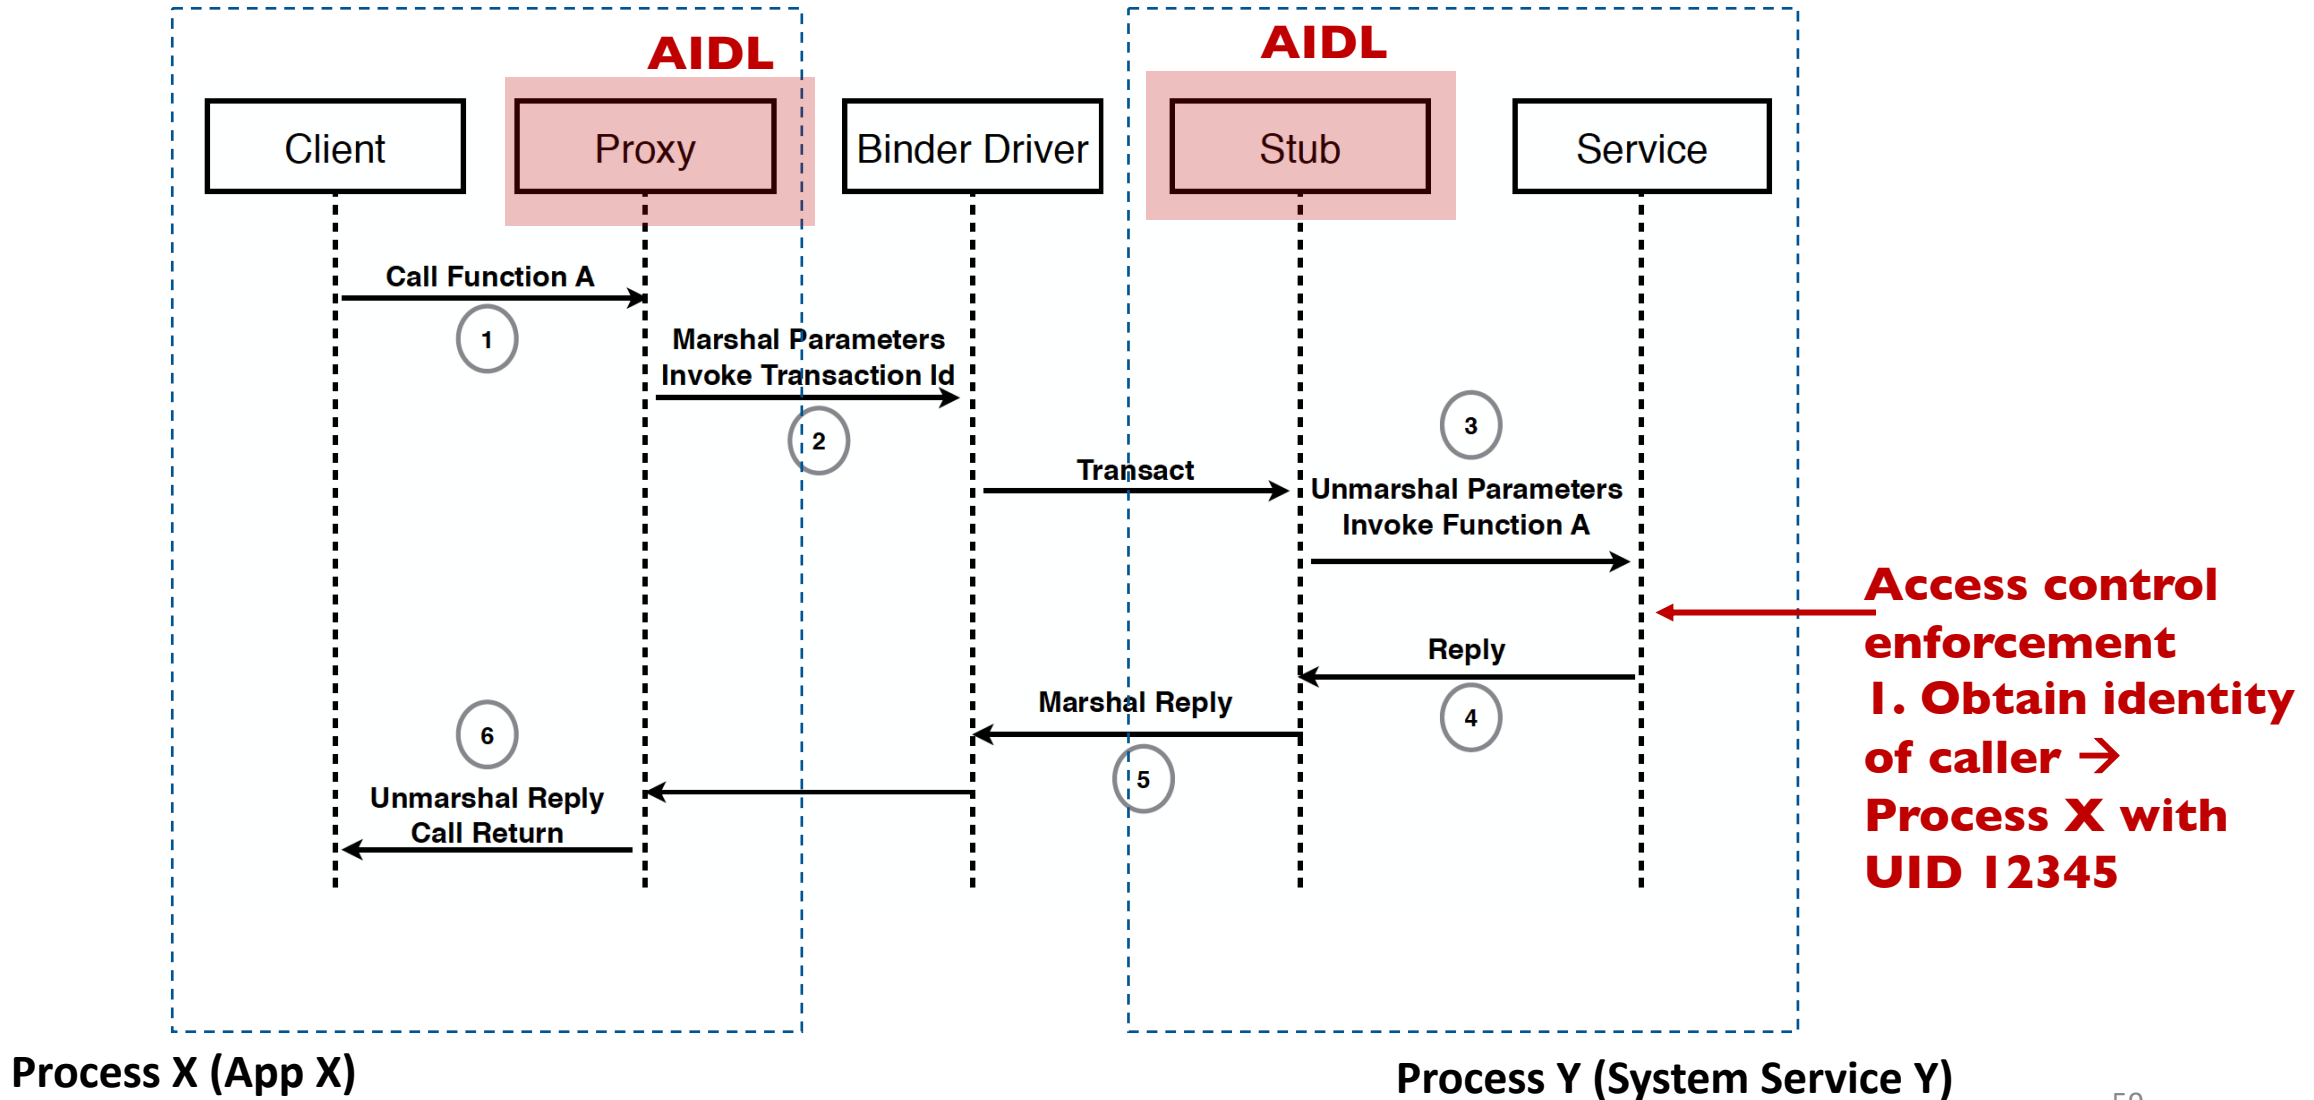 AIDL
AIDL
Client
Proxy
Binder Driver
Stub
Service
Call Function A
1
Marshal Parameters
Invoke Transaction Id
2
Transact
3
Unmarshal Parameters
Invoke Function A
Access control
enforcement
1. Obtain identity
of caller →
Process X with
UID 12345
Reply
4
Marshal Reply
5
6
Unmarshal Reply
Call Return
Process X (App X)
Process Y (System Service Y)